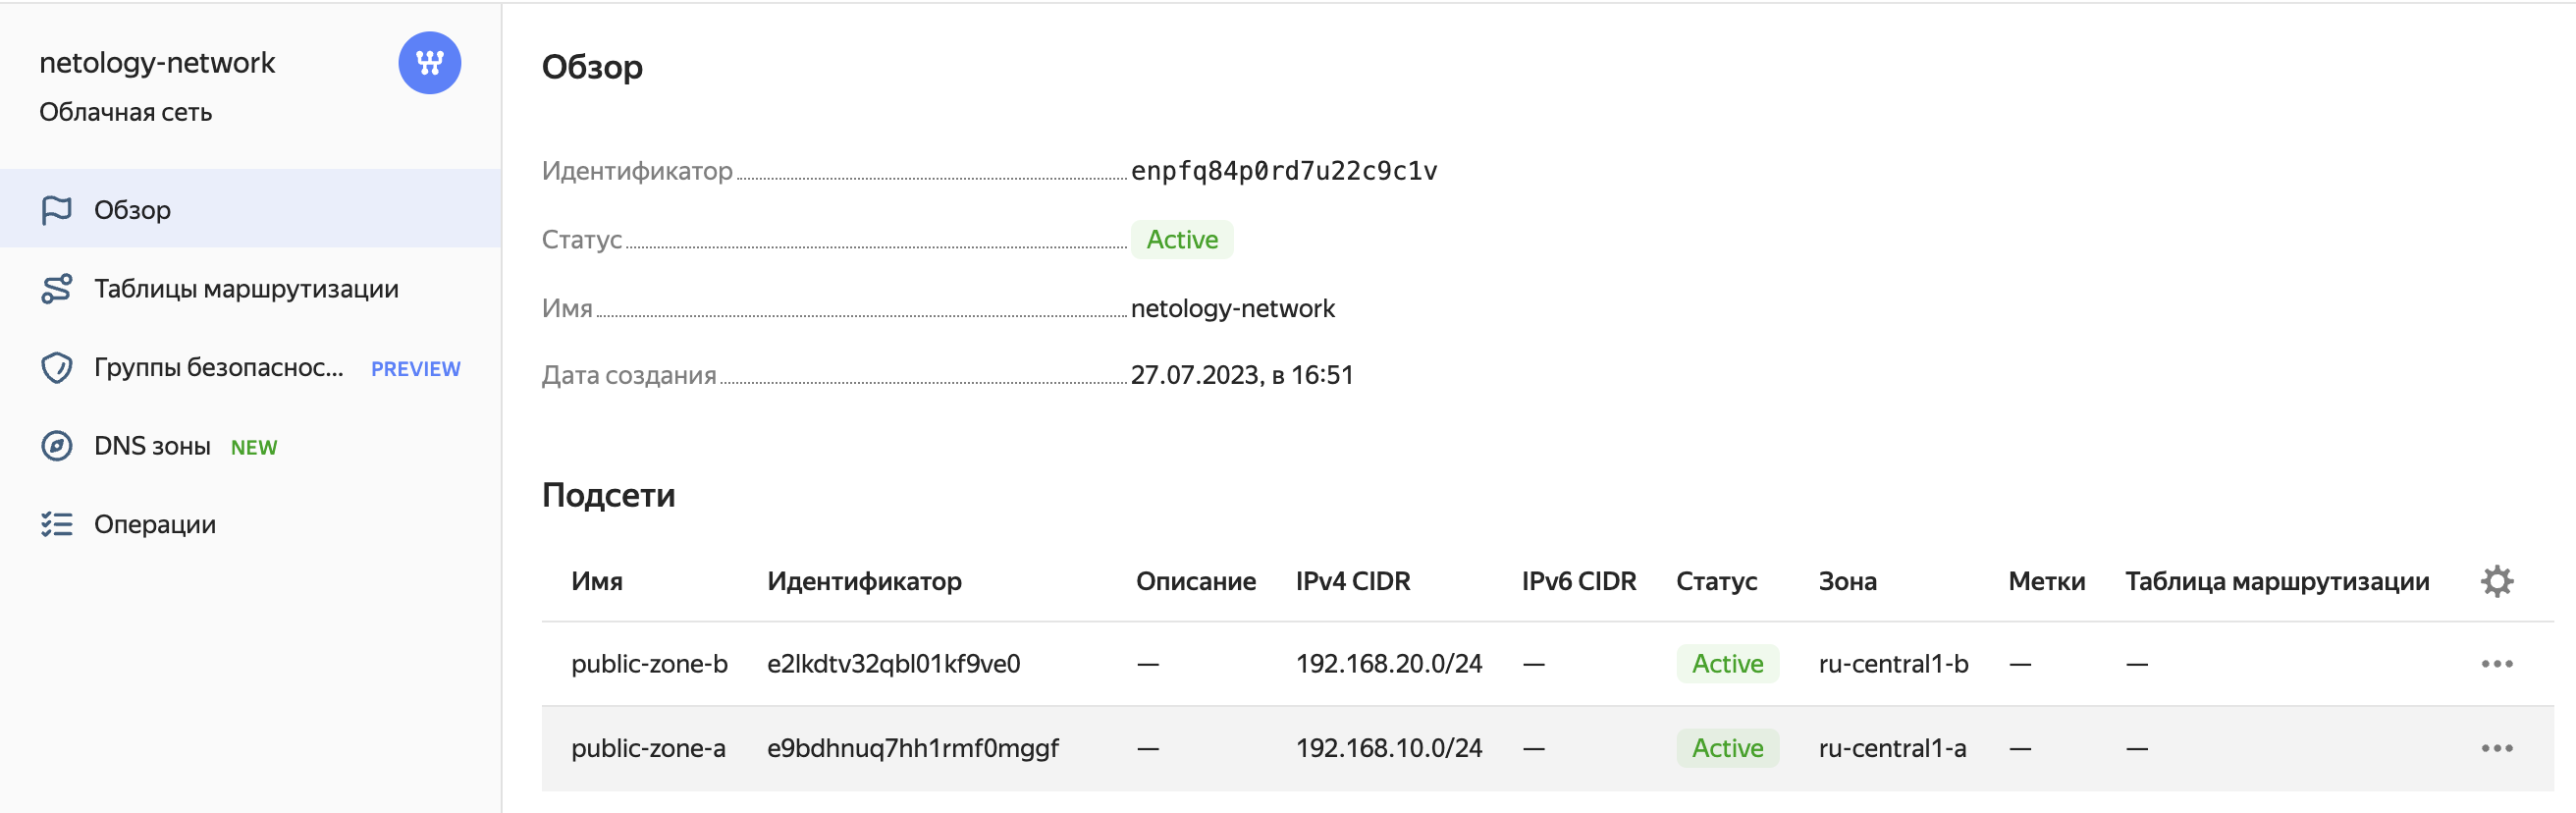 netology-network
Облачная сеть
Обзор
Таблицы маршрутизации
Группы безопаснос... PREVIEW
DNS зоны NEW
Операции
Обзор
Идентификатор enpfq84p0rd7u22c9c1v
Статус Active
Имя netology-network
Дата создания 27.07.2023, в 16:51
Подсети
Имя Идентификатор Описание IPv4 CIDR IPv6 CIDR Статус Зона Метки Таблица маршрутизации
public-zone-b e2lkdtv32qbl01kf9ve0 — 192.168.20.0/24 — Active ru-central1-b — —
public-zone-a e9bdhnuq7hh1rmf0mggf — 192.168.10.0/24 — Active ru-central1-a — —